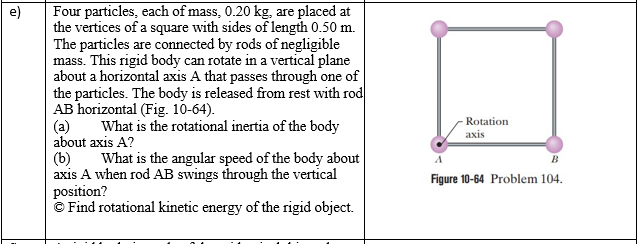 e)
Four particles, each of mass, 0.20 kg, are placed at
the vertices of a square with sides of length 0.50 m.
The particles are connected by rods of negligible
mass. This rigid body can rotate in a vertical plane
about a horizontal axis A that passes through one of
the particles. The body is released from rest with rod
AB horizontal (Fig. 10-64).
(a) What is the rotational inertia of the body
about axis A?
(b) What is the angular speed of the body about
axis A when rod AB swings through the vertical
position?
© Find rotational kinetic energy of the rigid object.
Rotation
axis
A B
Figure 10-64 Problem 104.